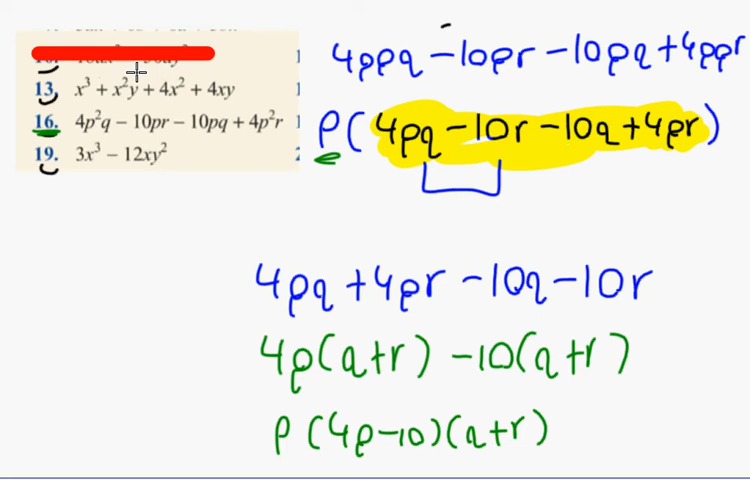 13. x³ + x²y + 4x² + 4xy
16. 4p²q − 10pr − 10pq + 4p²r
19. 3x³ − 12xy²
4ppq − 10pr − 10pq + 4ppr
p(4pq − 10r − 10q + 4pr)
4pq + 4pr − 10q − 10r
4p(q+r) − 10(q+r)
p(4p−10)(q+r)